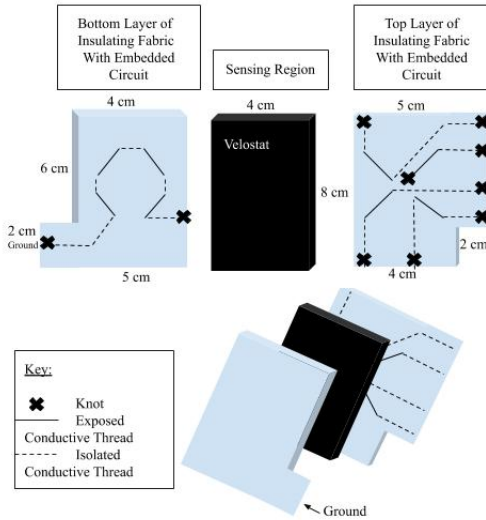 Bottom Layer of
Insulating Fabric
With Embedded
Circuit
Sensing Region
Top Layer of
Insulating Fabric
With Embedded
Circuit
4 cm
4 cm
5 cm
Velostat
6 cm
8 cm
2 cm
Ground
2 cm
5 cm
4 cm
Key:
Knot
Exposed
Conductive Thread
Isolated
Conductive Thread
Ground